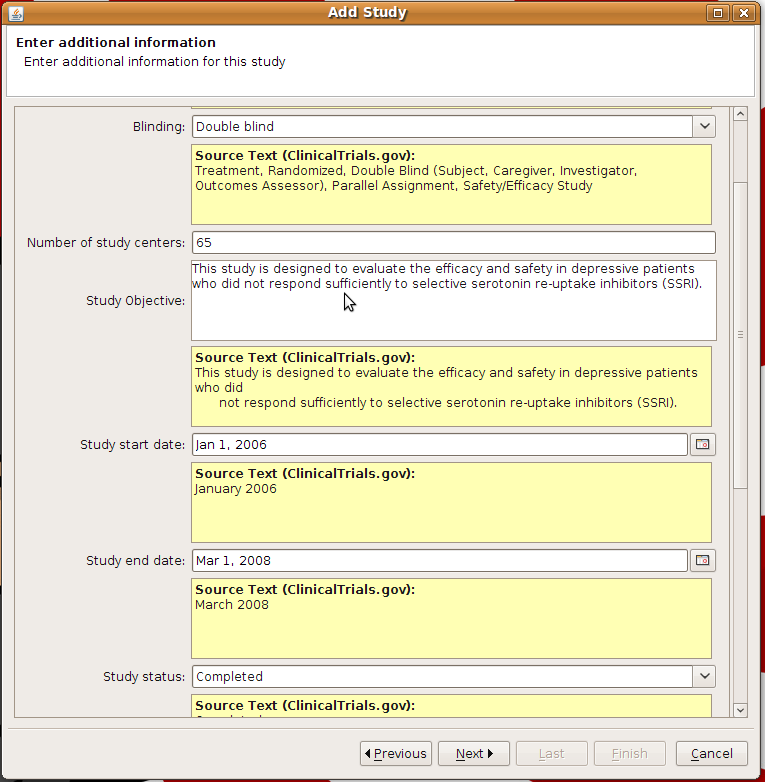 Add Study
Enter additional information
Enter additional information for this study
Blinding: Double blind
Source Text (ClinicalTrials.gov):
Treatment, Randomized, Double Blind (Subject, Caregiver, Investigator,
Outcomes Assessor), Parallel Assignment, Safety/Efficacy Study
Number of study centers: 65
Study Objective:
This study is designed to evaluate the efficacy and safety in depressive patients
who did not respond sufficiently to selective serotonin re-uptake inhibitors (SSRI).
Source Text (ClinicalTrials.gov):
This study is designed to evaluate the efficacy and safety in depressive patients
who did
not respond sufficiently to selective serotonin re-uptake inhibitors (SSRI).
Study start date: Jan 1, 2006
Source Text (ClinicalTrials.gov):
January 2006
Study end date: Mar 1, 2008
Source Text (ClinicalTrials.gov):
March 2008
Study status: Completed
Source Text (ClinicalTrials.gov):
Previous Next Last Finish Cancel